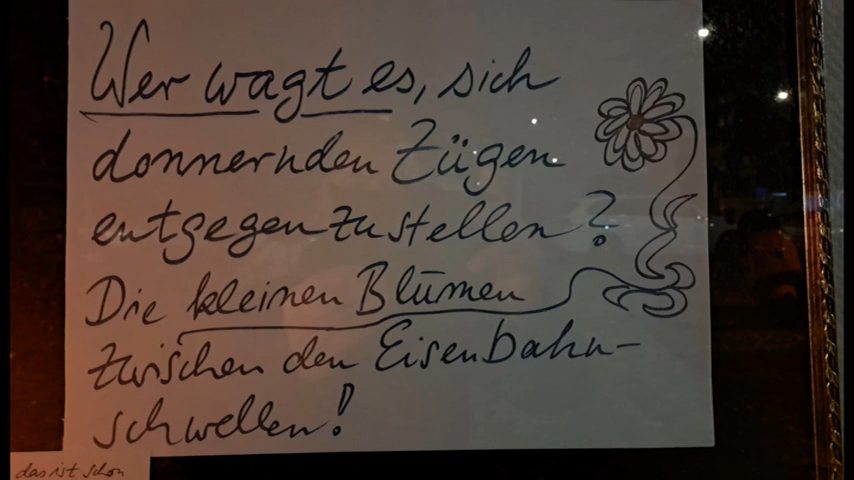 Wer wagt es, sich
donnernden Zügen
entgegenzustellen?
Die kleinen Blumen
zwischen den Eisenbahn-
schwellen!
das ist schon